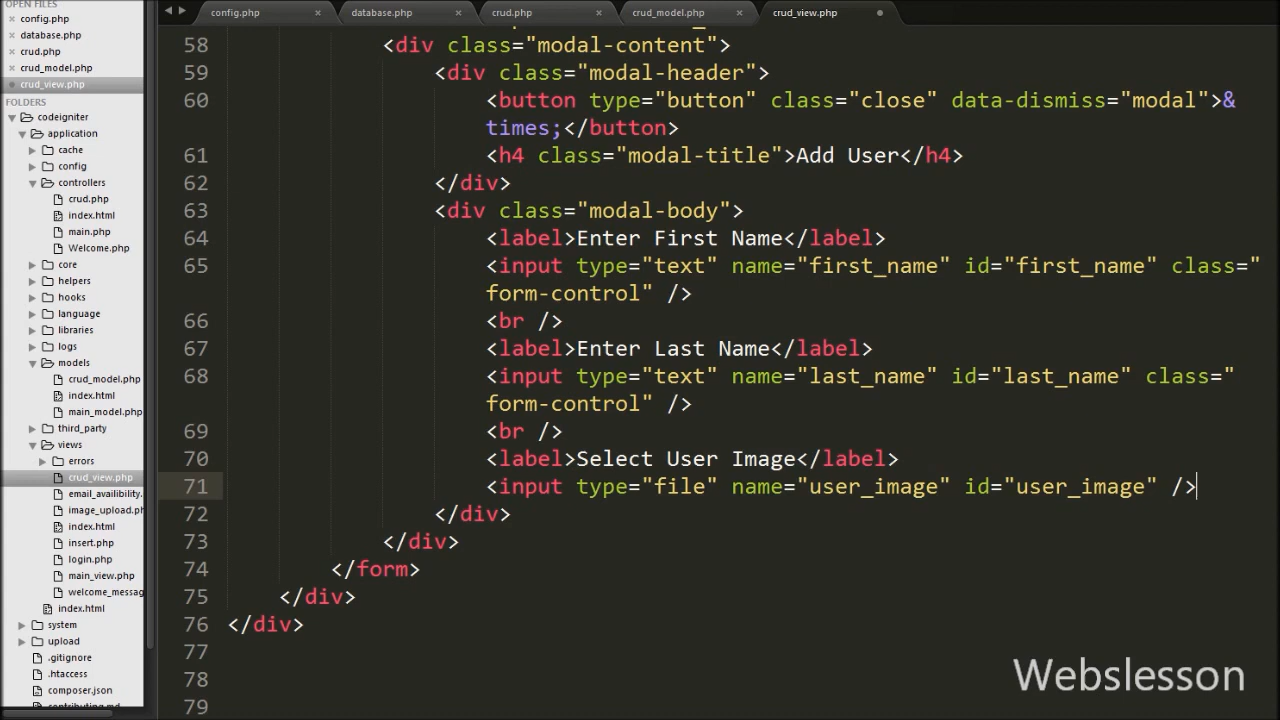 OPEN FILES
config.php
database.php
crud.php
crud_model.php
crud_view.php
FOLDERS
codeigniter
application
cache
config
controllers
crud.php
index.html
main.php
Welcome.php
core
helpers
hooks
language
libraries
logs
models
crud_model.php
index.html
main_model.php
third_party
views
errors
crud_view.php
email_availibility.
image_upload.ph
index.html
insert.php
login.php
main_view.php
welcome_messag
index.html
system
upload
.gitignore
.htaccess
composer.json
contributing.md
config.php × database.php × crud.php × crud_model.php × crud_view.php
58 <div class="modal-content">
59 <div class="modal-header">
60 <button type="button" class="close" data-dismiss="modal">&
times;</button>
61 <h4 class="modal-title">Add User</h4>
62 </div>
63 <div class="modal-body">
64 <label>Enter First Name</label>
65 <input type="text" name="first_name" id="first_name" class="
form-control" />
66 <br />
67 <label>Enter Last Name</label>
68 <input type="text" name="last_name" id="last_name" class="
form-control" />
69 <br />
70 <label>Select User Image</label>
71 <input type="file" name="user_image" id="user_image" />
72 </div>
73 </div>
74 </form>
75 </div>
76 </div>
77
78
79
Webslesson